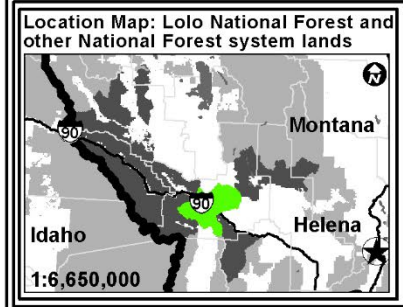 Location Map: Lolo National Forest and
other National Forest system lands
N
90
Montana
90
Idaho
Helena
1:6,650,000